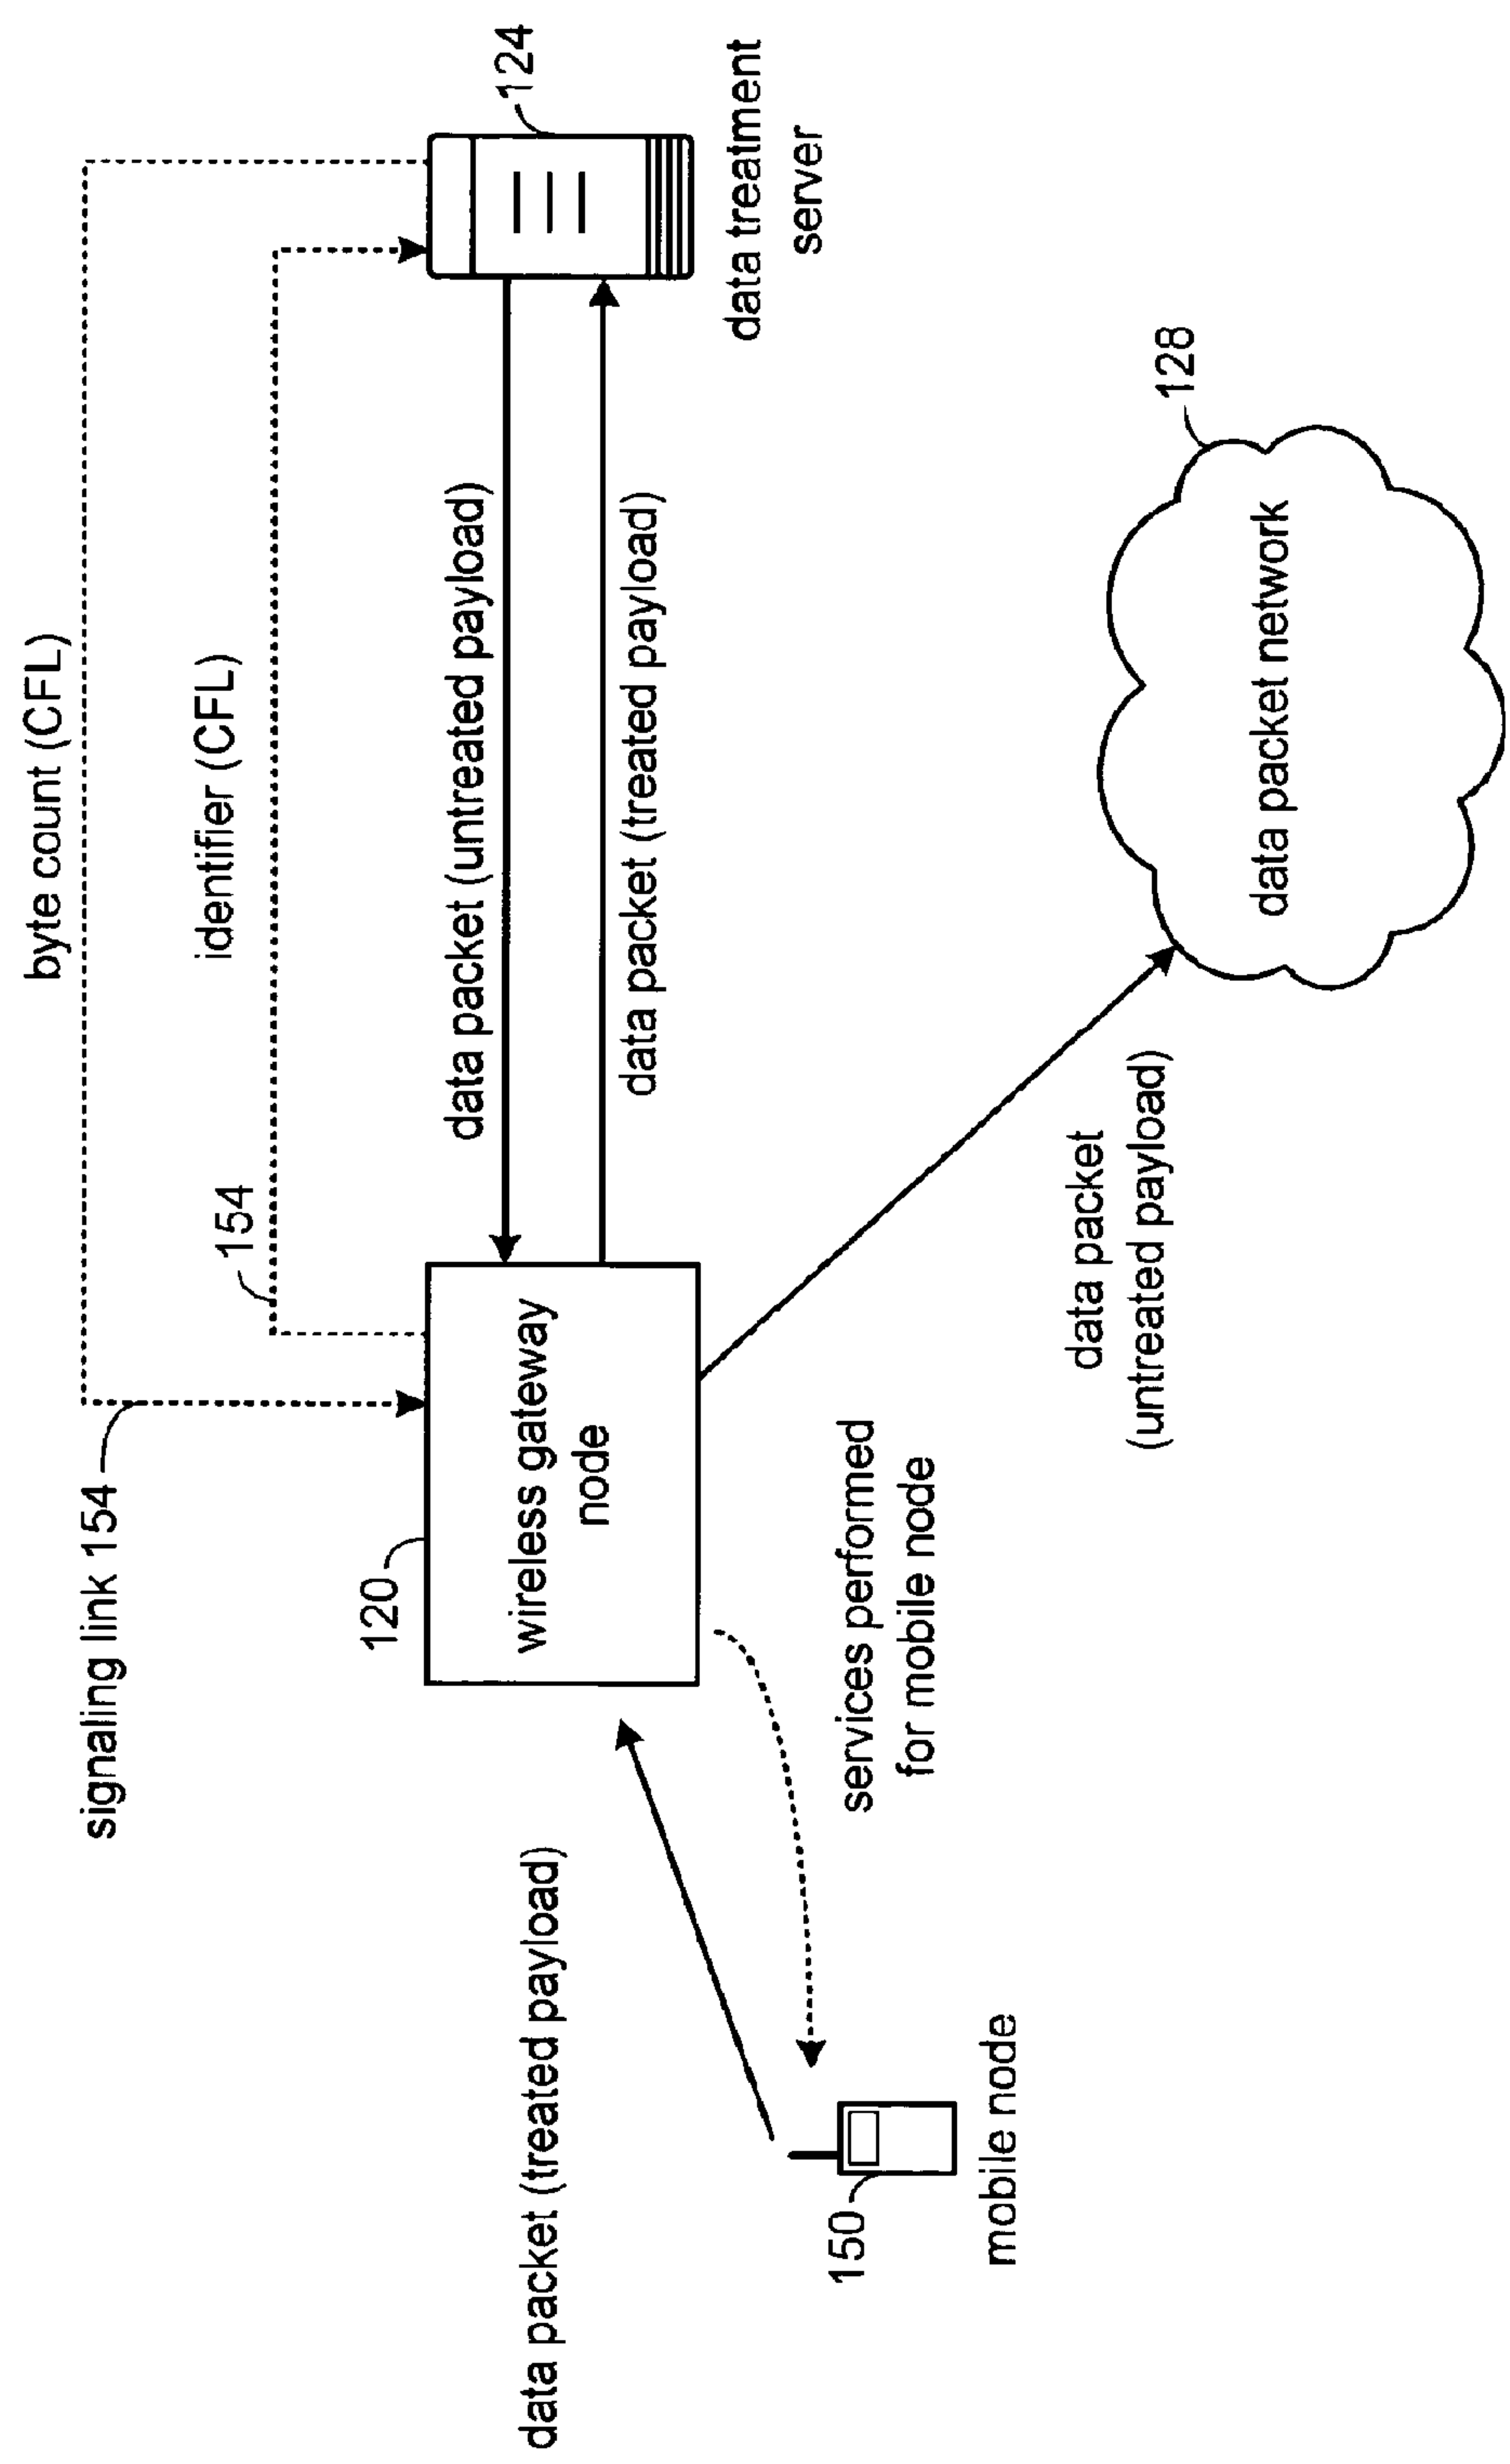 byte count (CFL)
signaling link 154
identifier (CFL)
154
124
data treatment
server
data packet (untreated payload)
data packet (treated payload)
120
wireless gateway
node
data packet (treated payload)
services performed
for mobile node
150
mobile node
data packet
(untreated payload)
128
data packet network